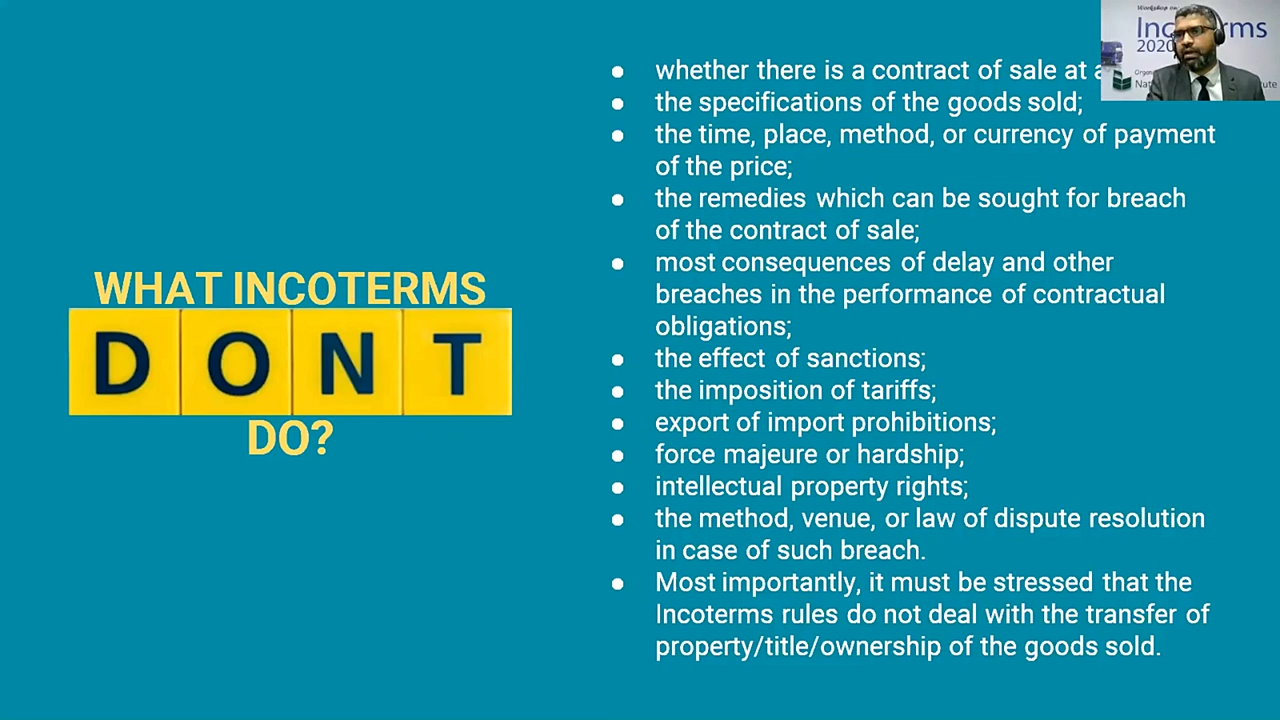 WHAT INCOTERMS
DONT
DO?
whether there is a contract of sale at
the specifications of the goods sold;
the time, place, method, or currency of payment
of the price;
the remedies which can be sought for breach
of the contract of sale;
most consequences of delay and other
breaches in the performance of contractual
obligations;
the effect of sanctions;
the imposition of tariffs;
export of import prohibitions;
force majeure or hardship;
intellectual property rights;
the method, venue, or law of dispute resolution
in case of such breach.
Most importantly, it must be stressed that the
Incoterms rules do not deal with the transfer of
property/title/ownership of the goods sold.
Workshop on
2020